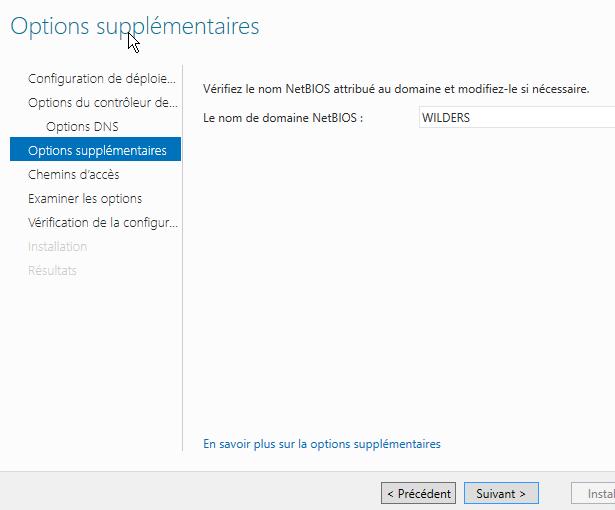 Options supplémentaires
Configuration de déploie...
Options du contrôleur de...
Options DNS
Options supplémentaires
Chemins d'accès
Examiner les options
Vérification de la configur...
Installation
Résultats
Vérifiez le nom NetBIOS attribué au domaine et modifiez-le si nécessaire.
Le nom de domaine NetBIOS : WILDERS
En savoir plus sur la options supplémentaires
< Précédent Suivant > Instal